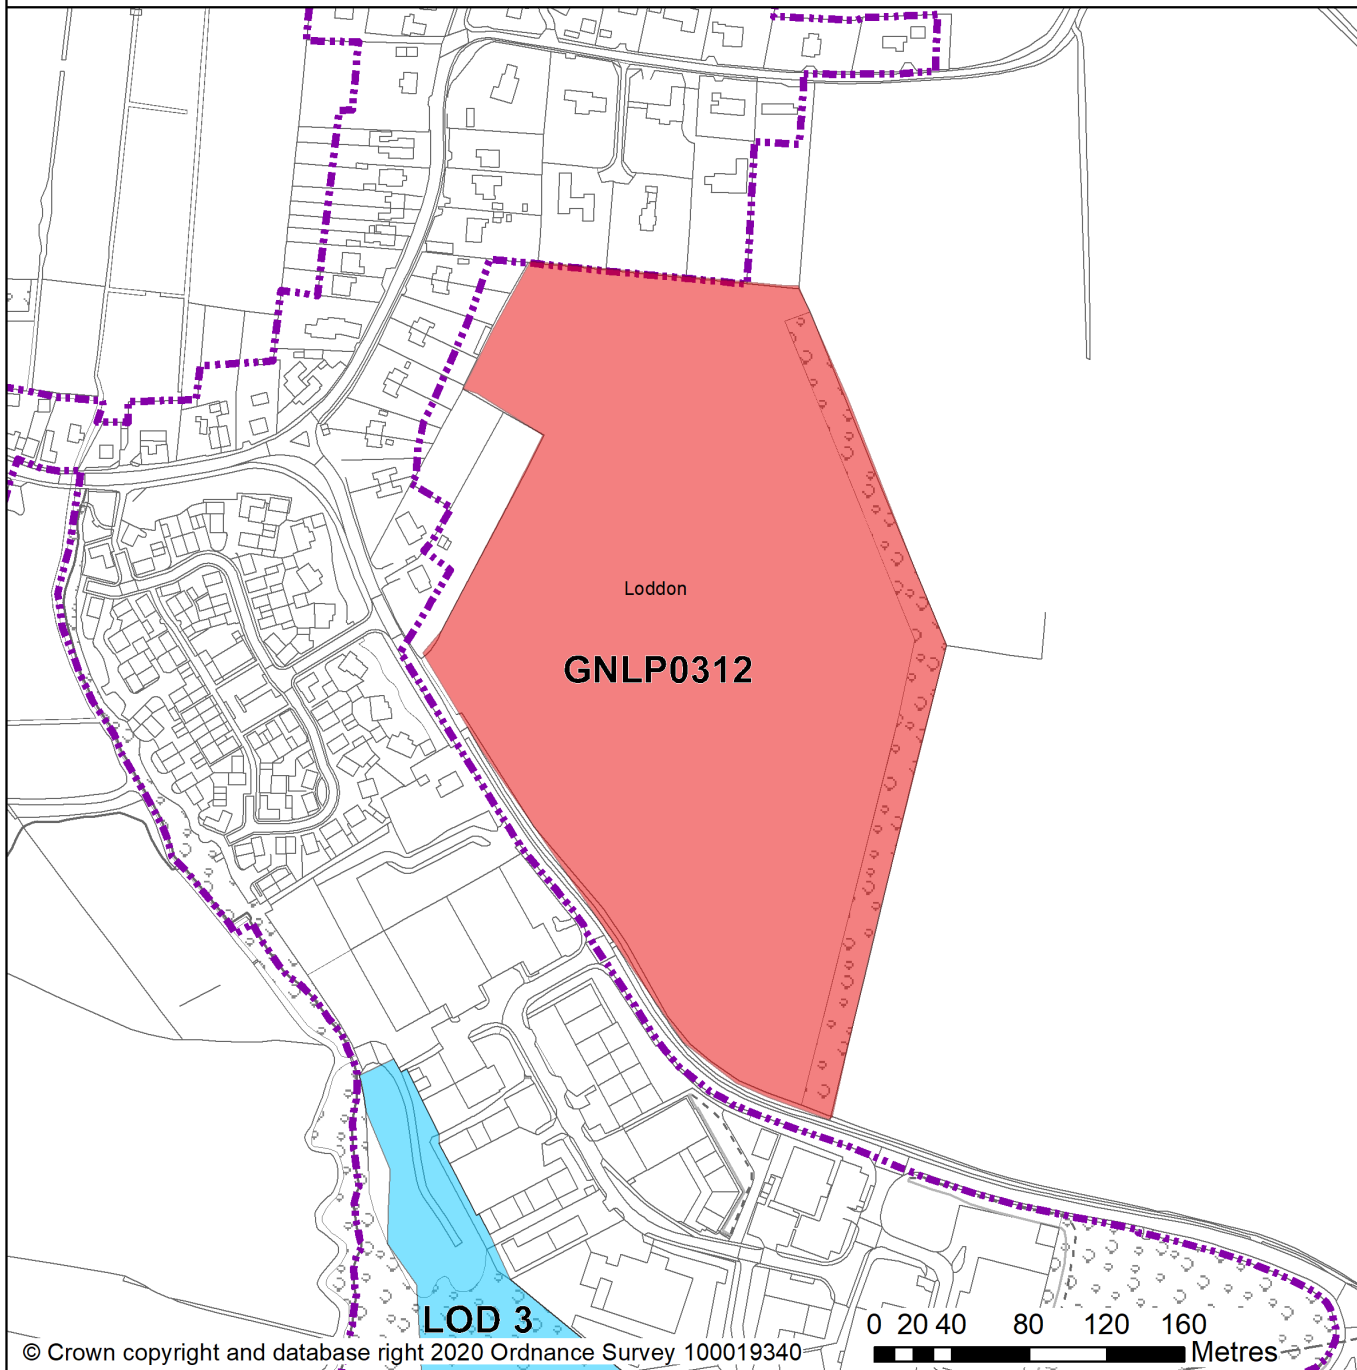 Loddon
GNLP0312
LOD 3
0 20 40 80 120 160
Metres
© Crown copyright and database right 2020 Ordnance Survey 100019340